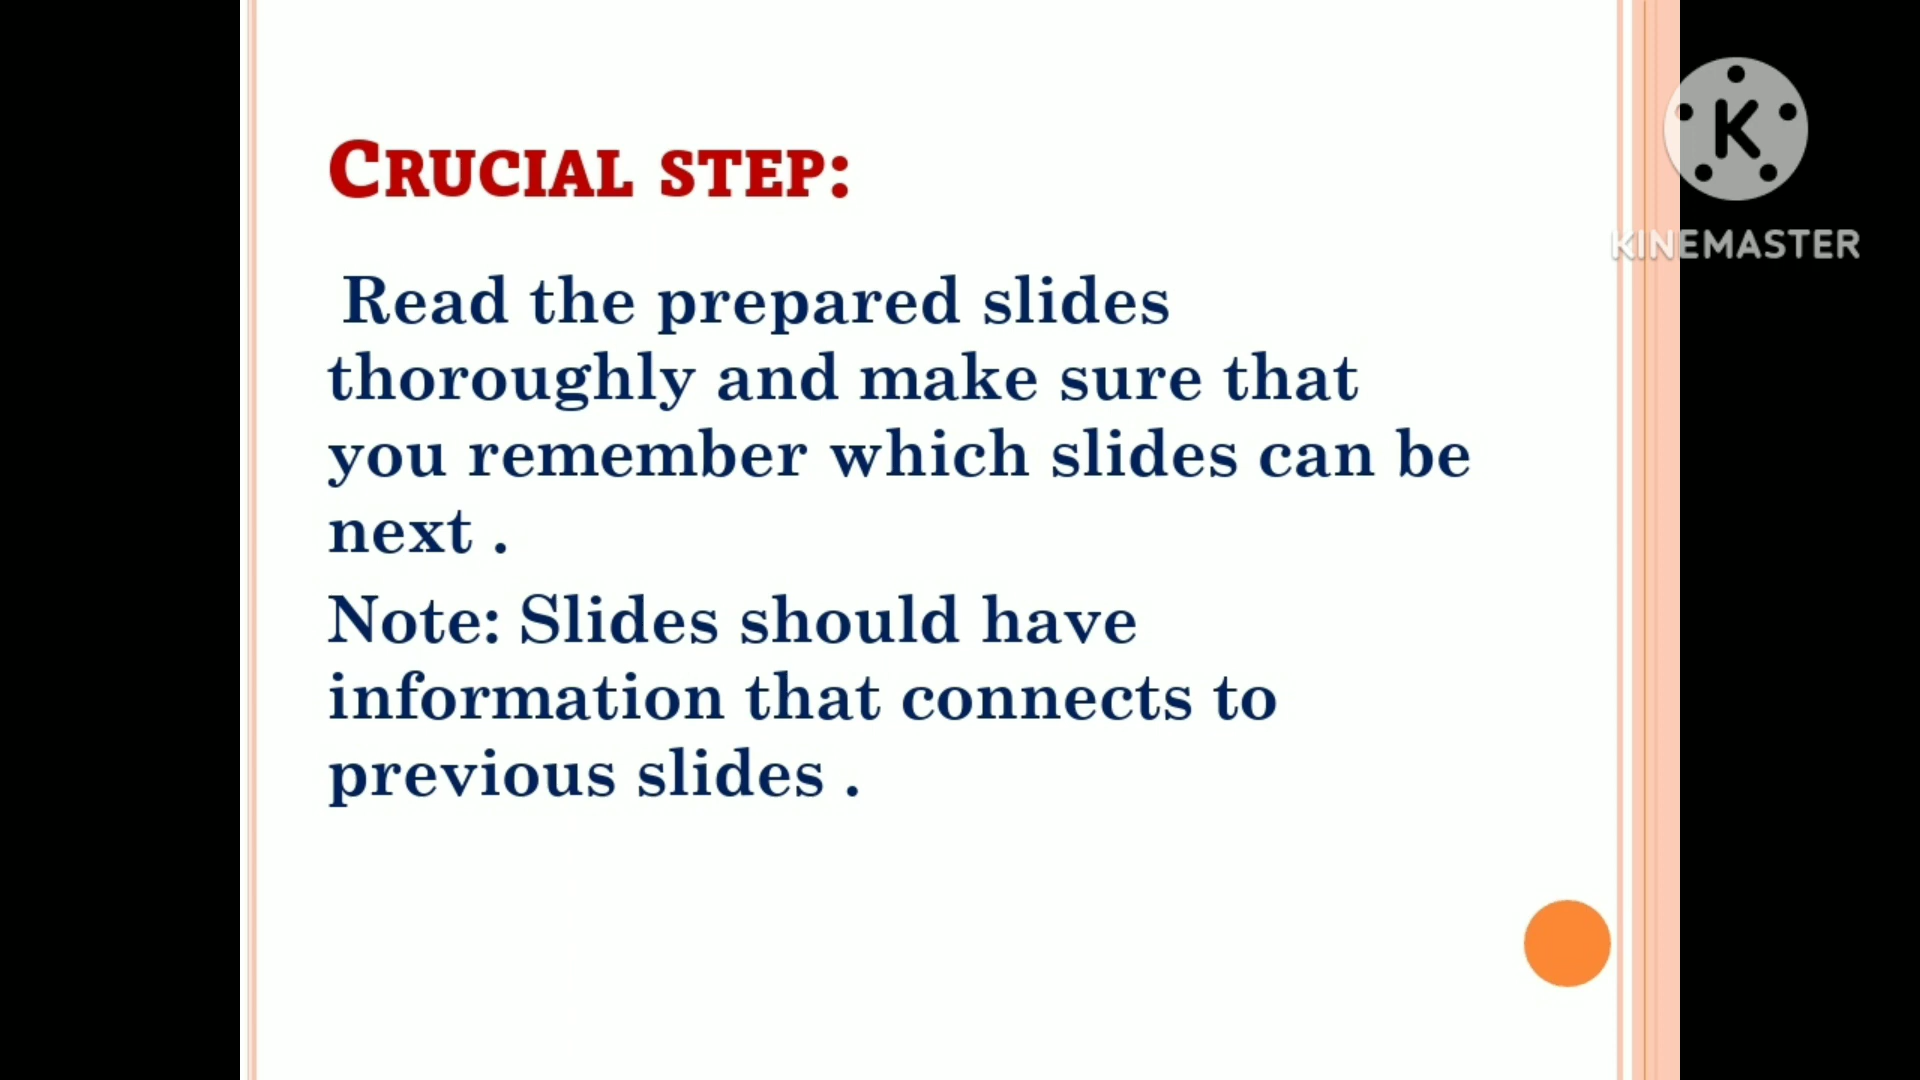 CRUCIAL STEP:
Read the prepared slides
thoroughly and make sure that
you remember which slides can be
next .
Note: Slides should have
information that connects to
previous slides .
K
KINEMASTER